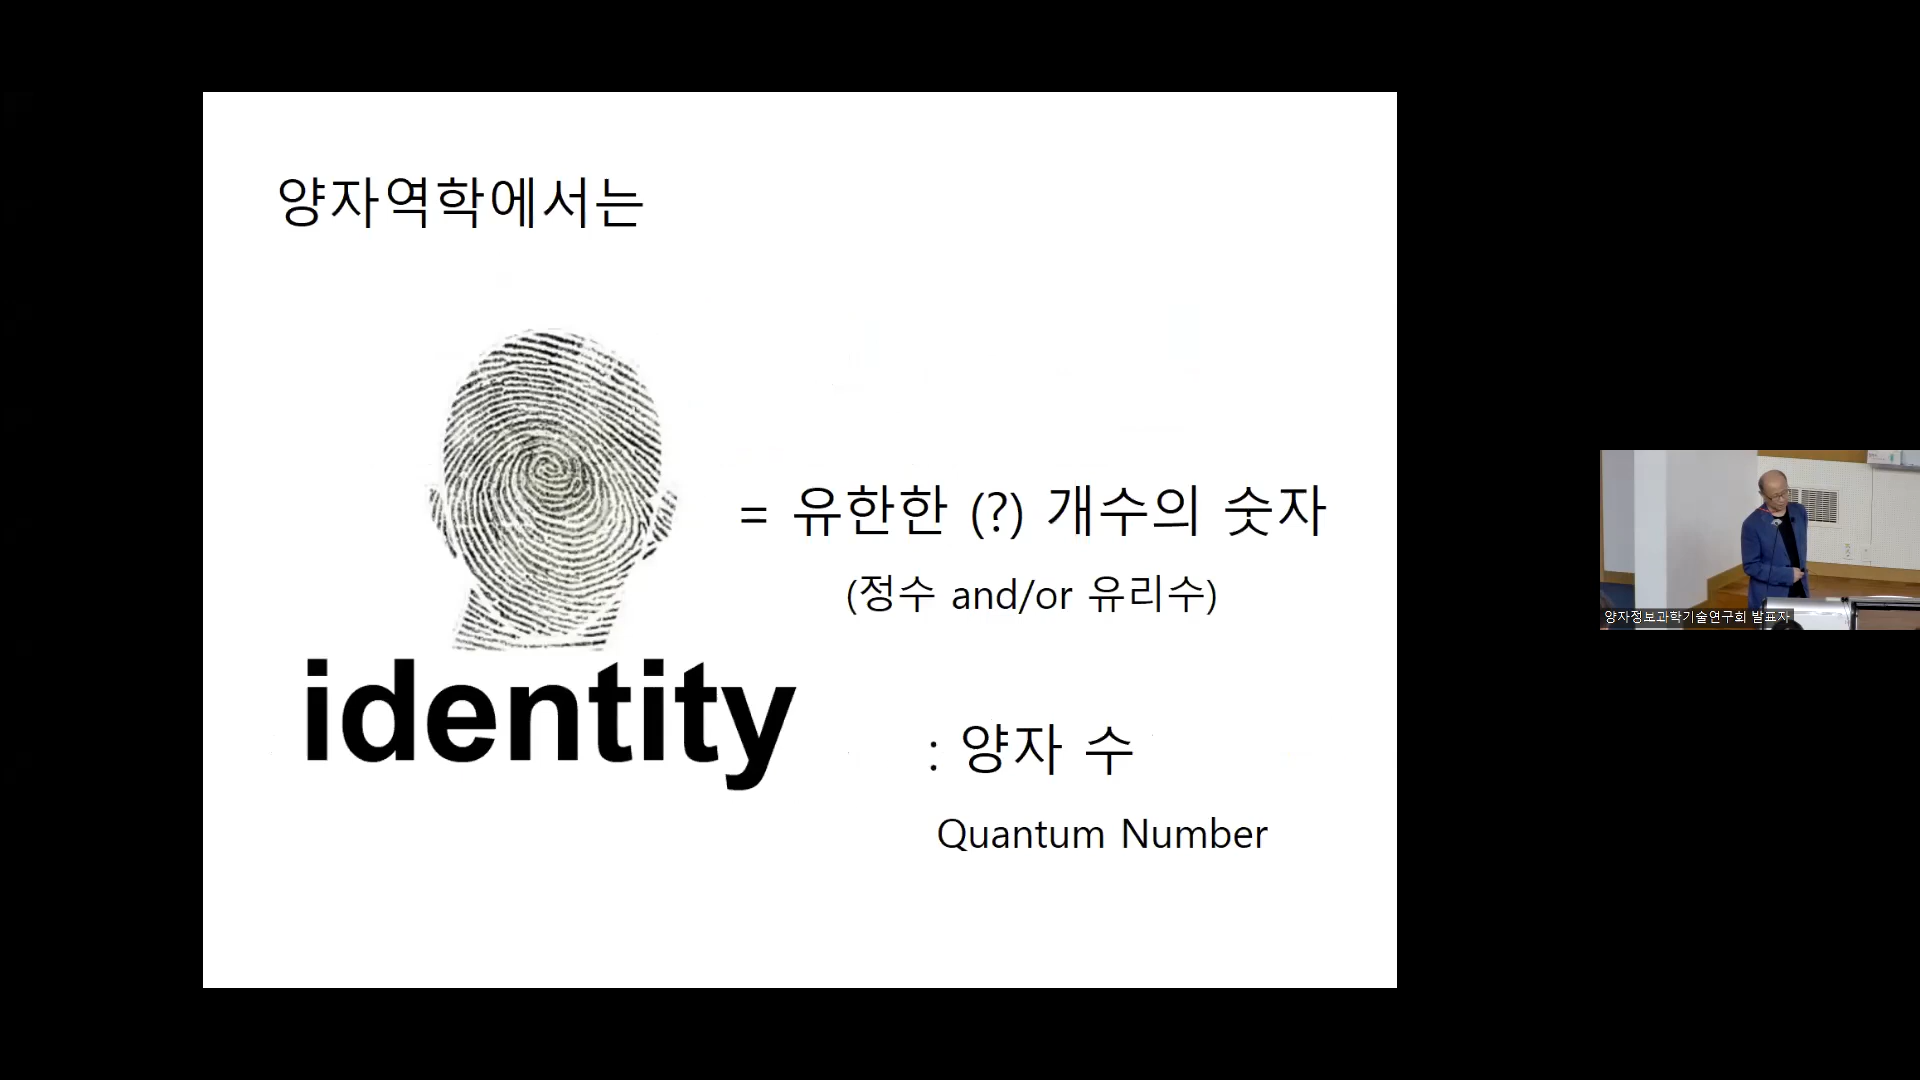 양자역학에서는
= 유한한 (?) 개수의 숫자
(정수 and/or 유리수)
identity
: 양자 수
Quantum Number
양자정보과학기술연구회 발표자